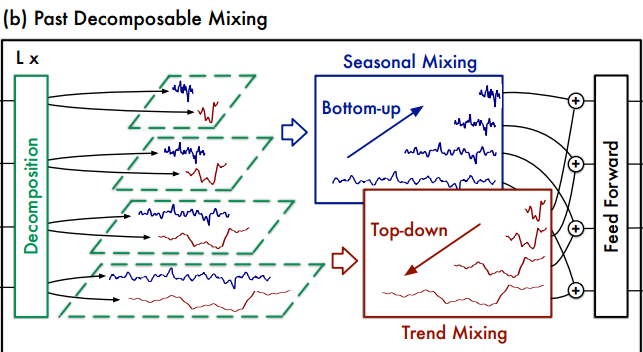 (b) Past Decomposable Mixing
L x
Seasonal Mixing
Bottom-up
Decomposition
Top-down
Feed Forward
Trend Mixing